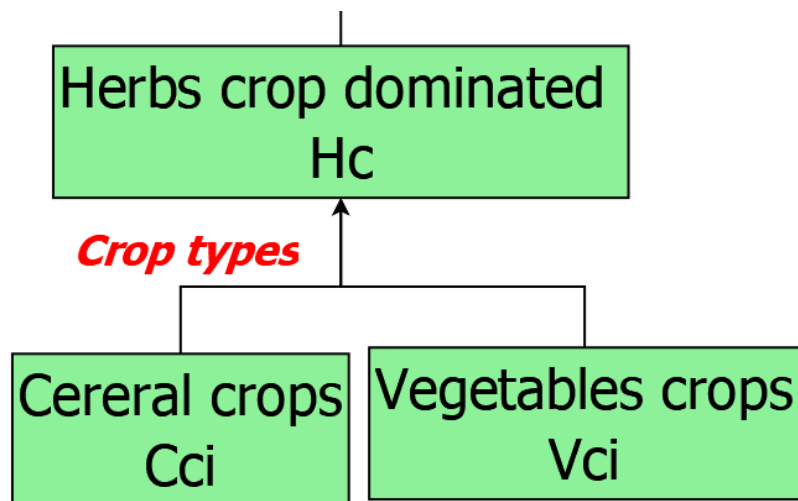 Herbs crop dominated
Hc
Crop types
Cereral crops
Cci
Vegetables crops
Vci